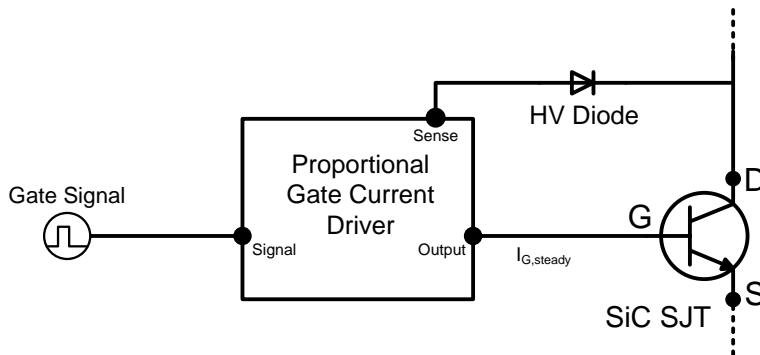 HV Diode
Sense
Proportional
Gate Current
Driver
Gate Signal
Signal
Output
I_G,steady
G
D
S
SiC SJT